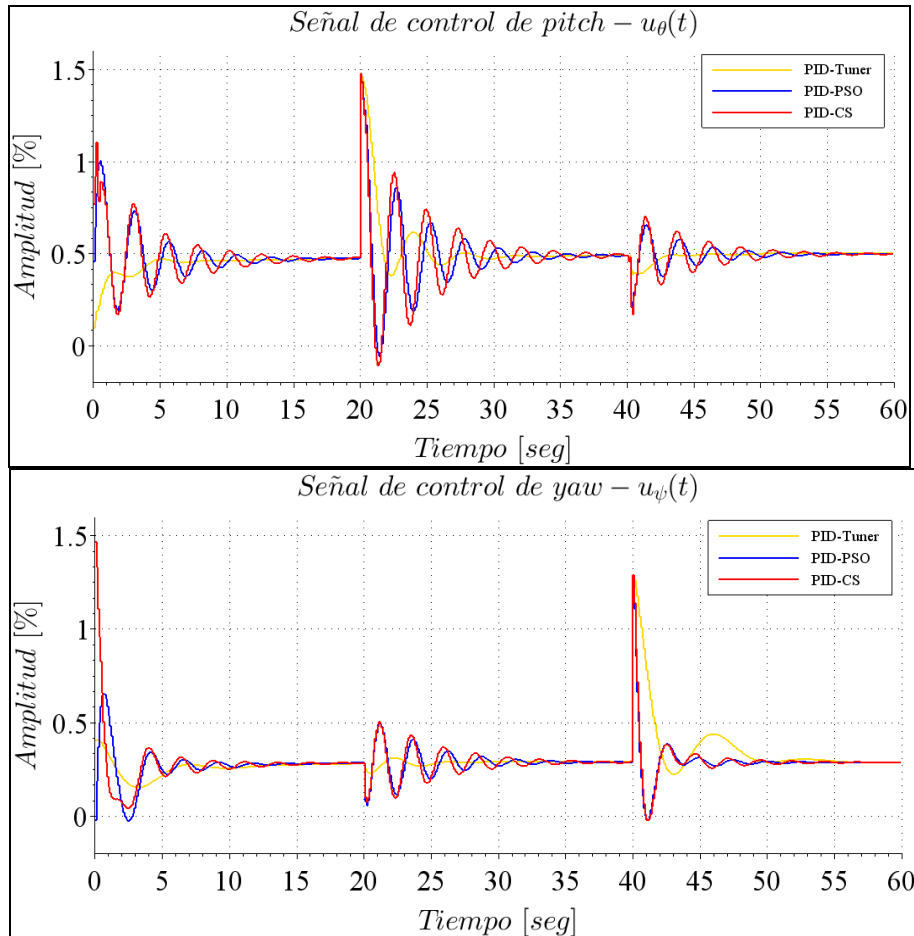 Señal de control de pitch − u_θ(t)
1.5
1
0.5
0
Amplitud [%]
PID-Tuner
PID-PSO
PID-CS
0 5 10 15 20 25 30 35 40 45 50 55 60
Tiempo [seg]
Señal de control de yaw − u_ψ(t)
1.5
1
0.5
0
Amplitud [%]
PID-Tuner
PID-PSO
PID-CS
0 5 10 15 20 25 30 35 40 45 50 55 60
Tiempo [seg]